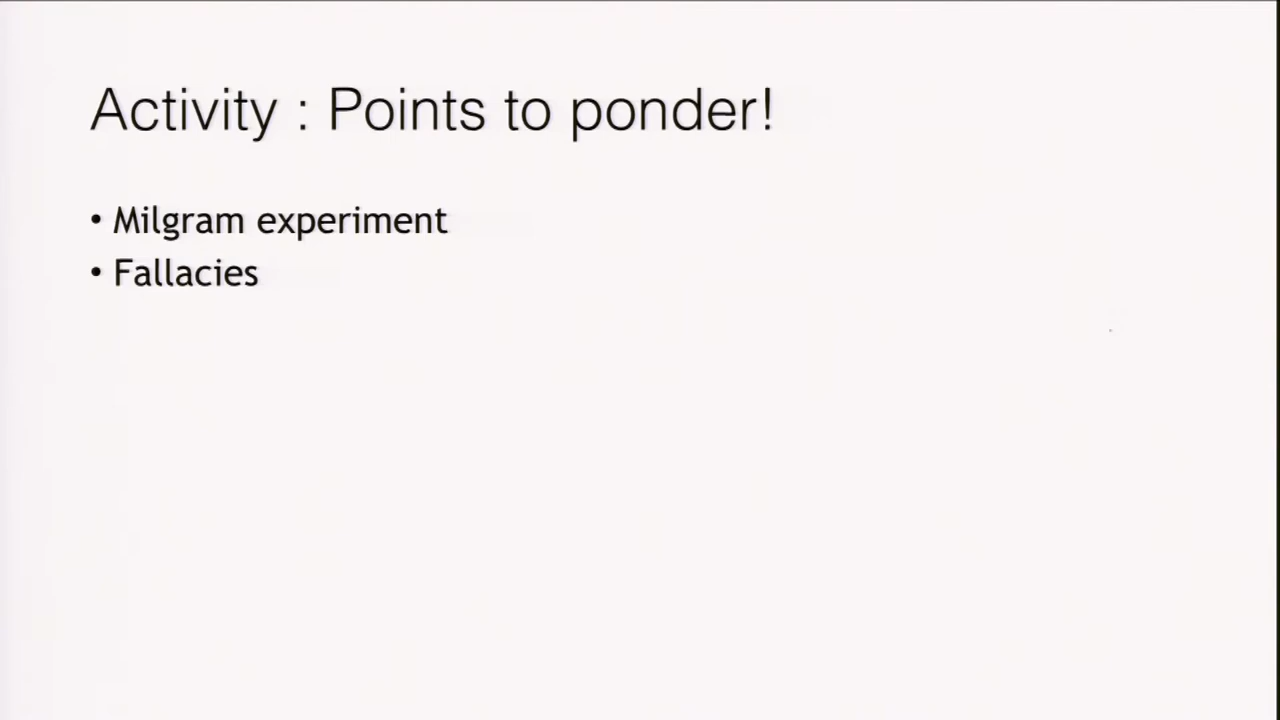 Activity : Points to ponder!
• Milgram experiment
• Fallacies